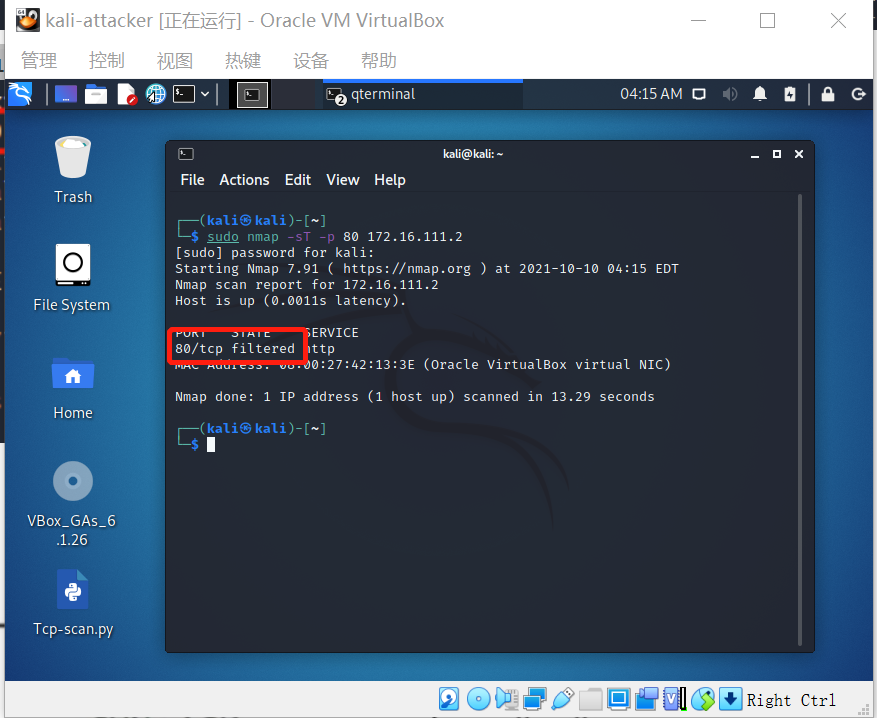 kali-attacker [正在运行] - Oracle VM VirtualBox
管理 控制 视图 热键 设备 帮助
qterminal
2
04:15 AM
Trash
File System
Home
VBox_GAs_6
.1.26
Tcp-scan.py
kali@kali: ~
File Actions Edit View Help
┌──(kali㉿kali)-[~]
└─$ sudo nmap -sT -p 80 172.16.111.2
[sudo] password for kali:
Starting Nmap 7.91 ( https://nmap.org ) at 2021-10-10 04:15 EDT
Nmap scan report for 172.16.111.2
Host is up (0.0011s latency).
PORT STATE SERVICE
80/tcp filtered http
MAC Address: 08:00:27:42:13:3E (Oracle VirtualBox virtual NIC)
Nmap done: 1 IP address (1 host up) scanned in 13.29 seconds
┌──(kali㉿kali)-[~]
└─$
Right Ctrl